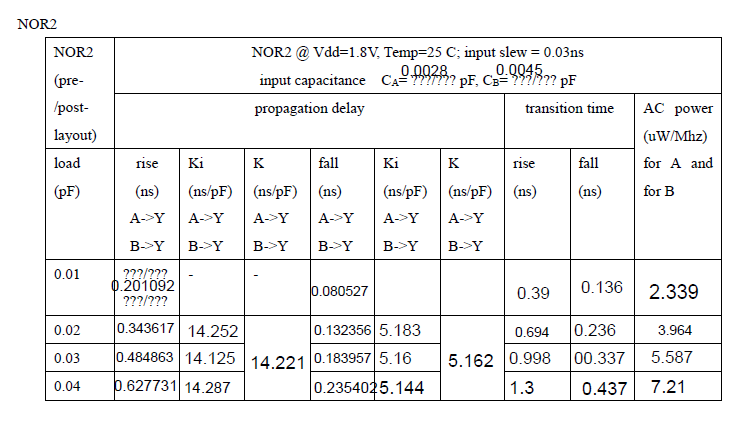 NOR2
NOR2 (pre-/post-layout) NOR2 @ Vdd=1.8V, Temp=25 C; input slew = 0.03ns
0.0028 0.0045
input capacitance CA= ???/??? pF, CB= ???/??? pF
propagation delay transition time AC power (uW/Mhz) for A and for B
load (pF) rise (ns) A->Y B->Y Ki (ns/pF) A->Y B->Y K (ns/pF) A->Y B->Y fall (ns) A->Y B->Y Ki (ns/pF) A->Y B->Y K (ns/pF) A->Y B->Y rise (ns) fall (ns)
0.01 ???/??? 0.201092 ???/??? - - 0.080527 0.39 0.136 2.339
0.02 0.343617 14.252 0.132356 5.183 0.694 0.236 3.964
0.03 0.484863 14.125 14.221 0.183957 5.16 5.162 0.998 00.337 5.587
0.04 0.627731 14.287 0.235402 5.144 1.3 0.437 7.21